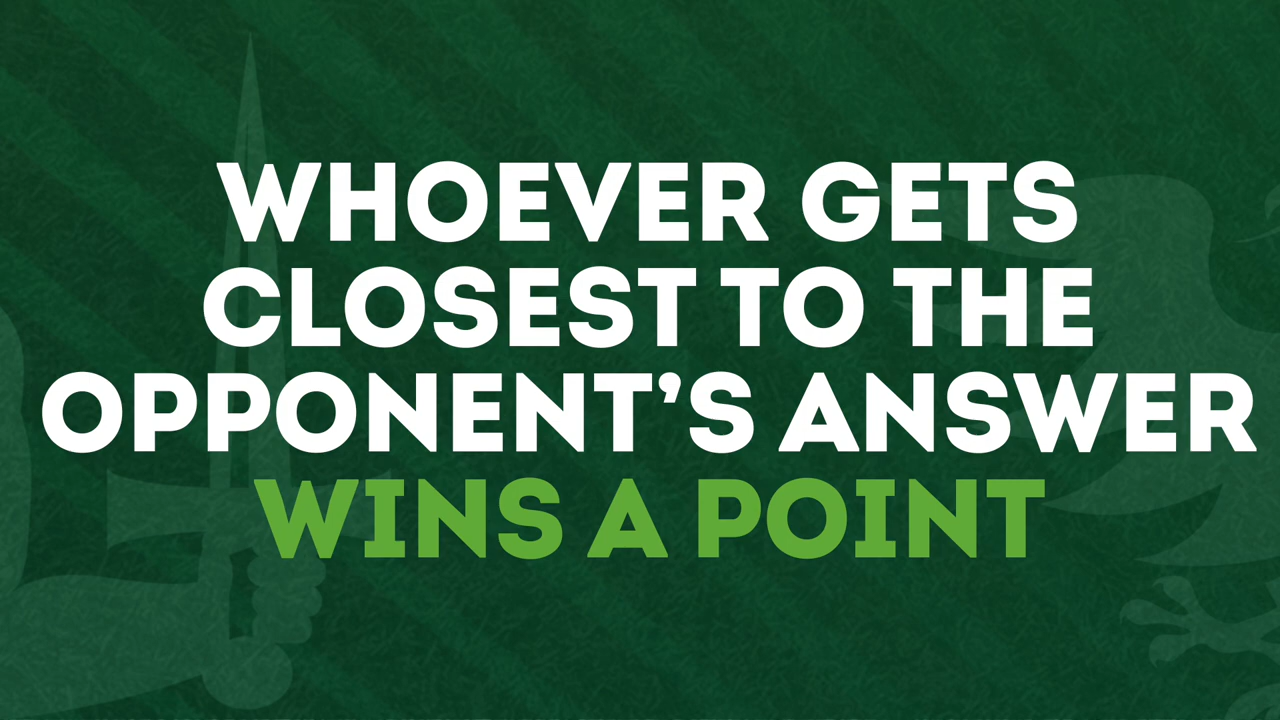 WHOEVER GETS
CLOSEST TO THE
OPPONENT’S ANSWER
WINS A POINT